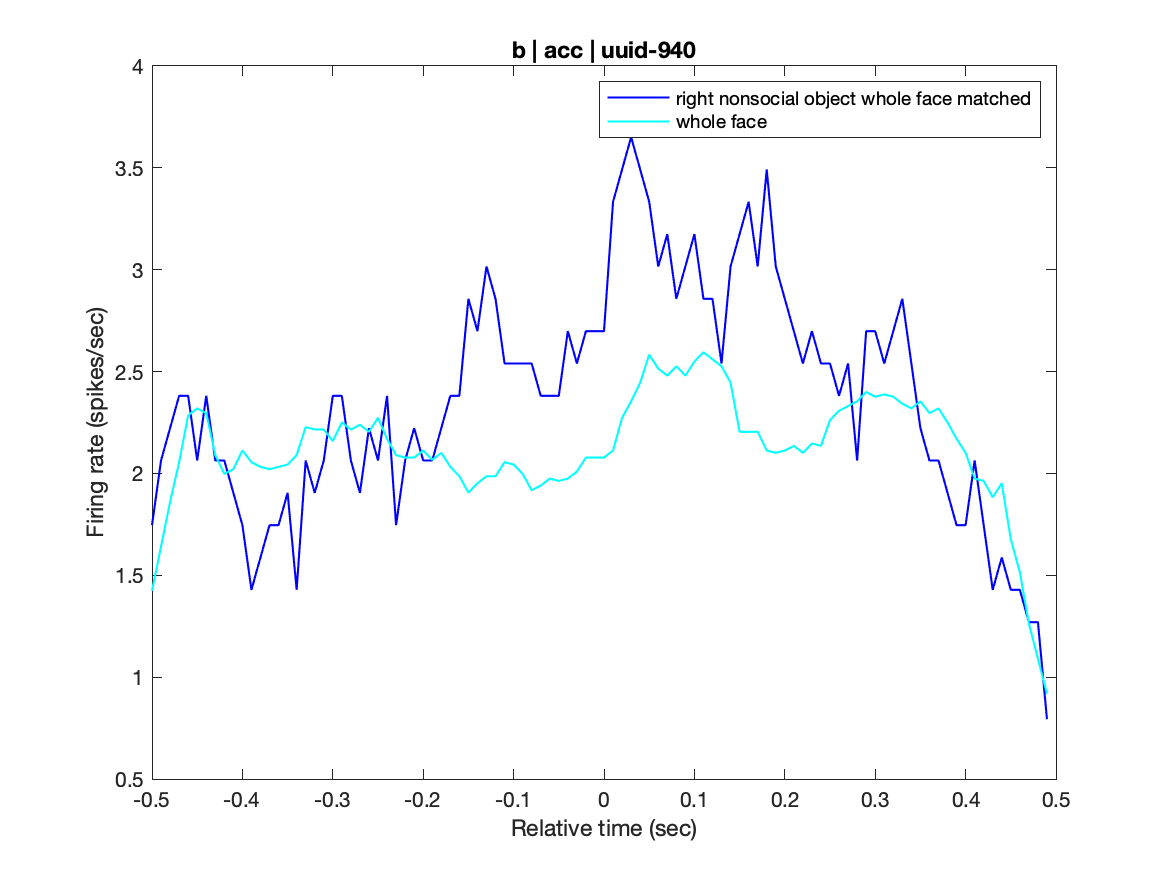 b | acc | uuid-940
right nonsocial object whole face matched
whole face
4
3.5
3
2.5
2
1.5
1
0.5
Firing rate (spikes/sec)
-0.5 -0.4 -0.3 -0.2 -0.1 0 0.1 0.2 0.3 0.4 0.5
Relative time (sec)